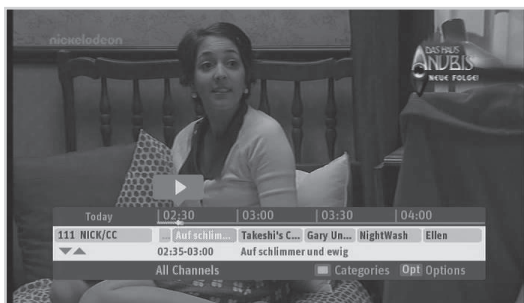 nickelodeon
DAS HAUS
ANUBIS
NEUE FOLGE!
Today 02:30 03:00 03:30 04:00
111 NICK/CC ... Auf schlim... Takeshi's C... Gary Un... NightWash Ellen
02:35-03:00 Auf schlimmer und ewig
All Channels Categories Opt Options